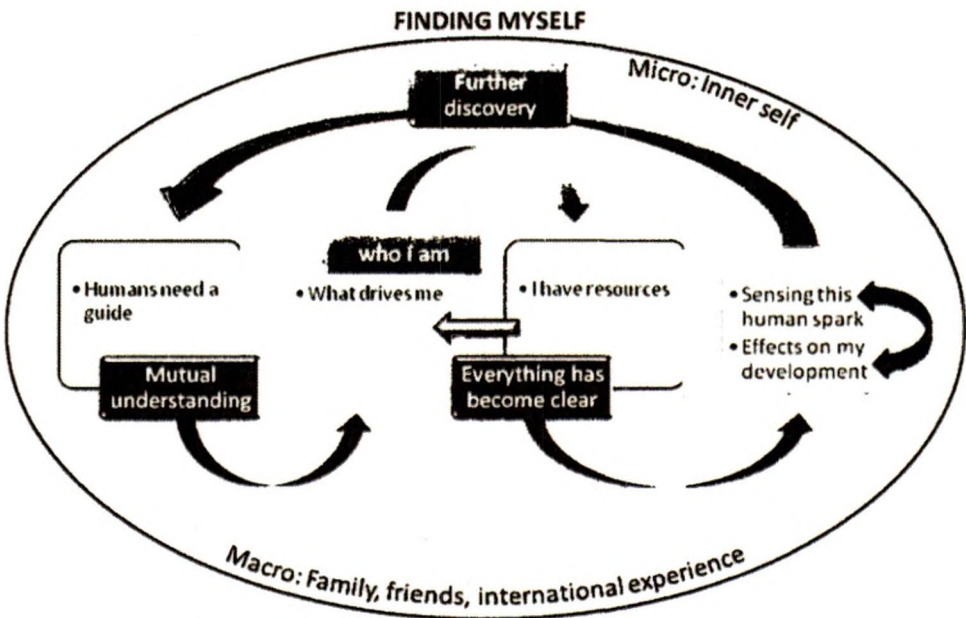 FINDING MYSELF
Micro: Inner self
Further
discovery
who I am
• Humans need a
guide
• What drives me
• I have resources
• Sensing this
human spark
• Effects on my
development
Mutual
understanding
Everything has
become clear
Macro: Family, friends, international experience